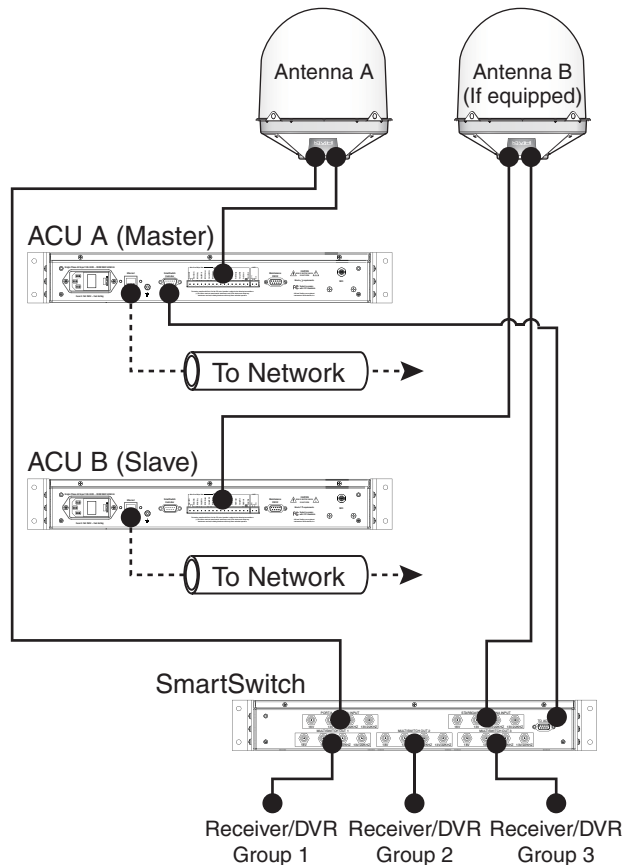 Antenna A
Antenna B
(If equipped)
ACU A (Master)
To Network
ACU B (Slave)
To Network
SmartSwitch
Receiver/DVR
Group 1
Receiver/DVR
Group 2
Receiver/DVR
Group 3